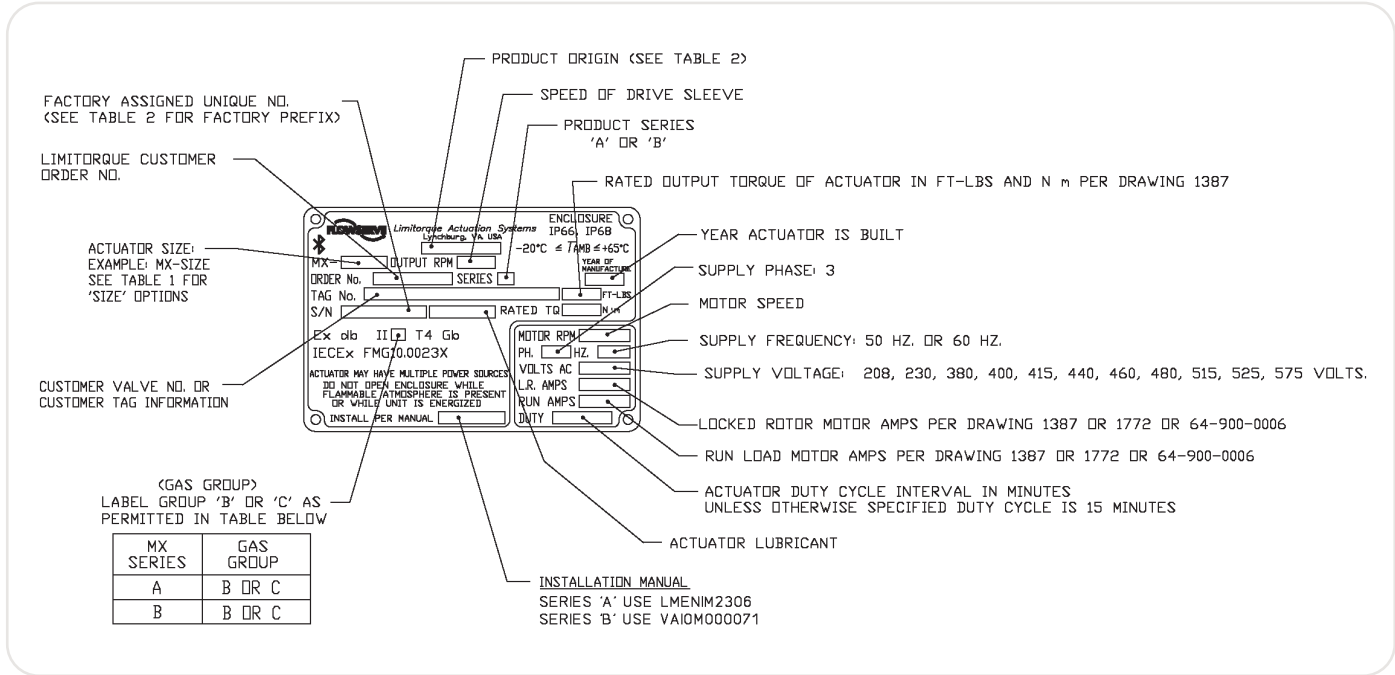 PRODUCT ORIGIN (SEE TABLE 2)
FACTORY ASSIGNED UNIQUE NO.
(SEE TABLE 2 FOR FACTORY PREFIX)
SPEED OF DRIVE SLEEVE
PRODUCT SERIES
'A' OR 'B'
LIMITORQUE CUSTOMER
ORDER NO.
RATED OUTPUT TORQUE OF ACTUATOR IN FT-LBS AND N m PER DRAWING 1387
ACTUATOR SIZE:
EXAMPLE: MX-SIZE
SEE TABLE 1 FOR
'SIZE' OPTIONS
FLOWSERVE
Limitorque Actuation Systems
Lynchburg, VA. USA
ENCLOSURE
IP66, IP68
-20°C ≤ TAMB ≤ +65°C
MX- OUTPUT RPM
YEAR OF
MANUFACTURE
ORDER No. SERIES
TAG No. FT-LBS
S/N RATED TQ N m
Ex db II T4 Gb
IECEx FMG10.0023X
ACTUATOR MAY HAVE MULTIPLE POWER SOURCES
DO NOT OPEN ENCLOSURE WHILE
FLAMMABLE ATMOSPHERE IS PRESENT
OR WHILE UNIT IS ENERGIZED
INSTALL PER MANUAL
MOTOR RPM
PH. HZ.
VOLTS AC
L.R. AMPS
RUN AMPS
DUTY
YEAR ACTUATOR IS BUILT
SUPPLY PHASE: 3
MOTOR SPEED
SUPPLY FREQUENCY: 50 HZ. OR 60 HZ.
SUPPLY VOLTAGE: 208, 230, 380, 400, 415, 440, 460, 480, 515, 525, 575 VOLTS.
CUSTOMER VALVE NO. OR
CUSTOMER TAG INFORMATION
LOCKED ROTOR MOTOR AMPS PER DRAWING 1387 OR 1772 OR 64-900-0006
RUN LOAD MOTOR AMPS PER DRAWING 1387 OR 1772 OR 64-900-0006
ACTUATOR DUTY CYCLE INTERVAL IN MINUTES
UNLESS OTHERWISE SPECIFIED DUTY CYCLE IS 15 MINUTES
(GAS GROUP)
LABEL GROUP 'B' OR 'C' AS
PERMITTED IN TABLE BELOW
ACTUATOR LUBRICANT
MX SERIES GAS GROUP
A B OR C
B B OR C
INSTALLATION MANUAL
SERIES 'A' USE LMENIM2306
SERIES 'B' USE VAIOM000071